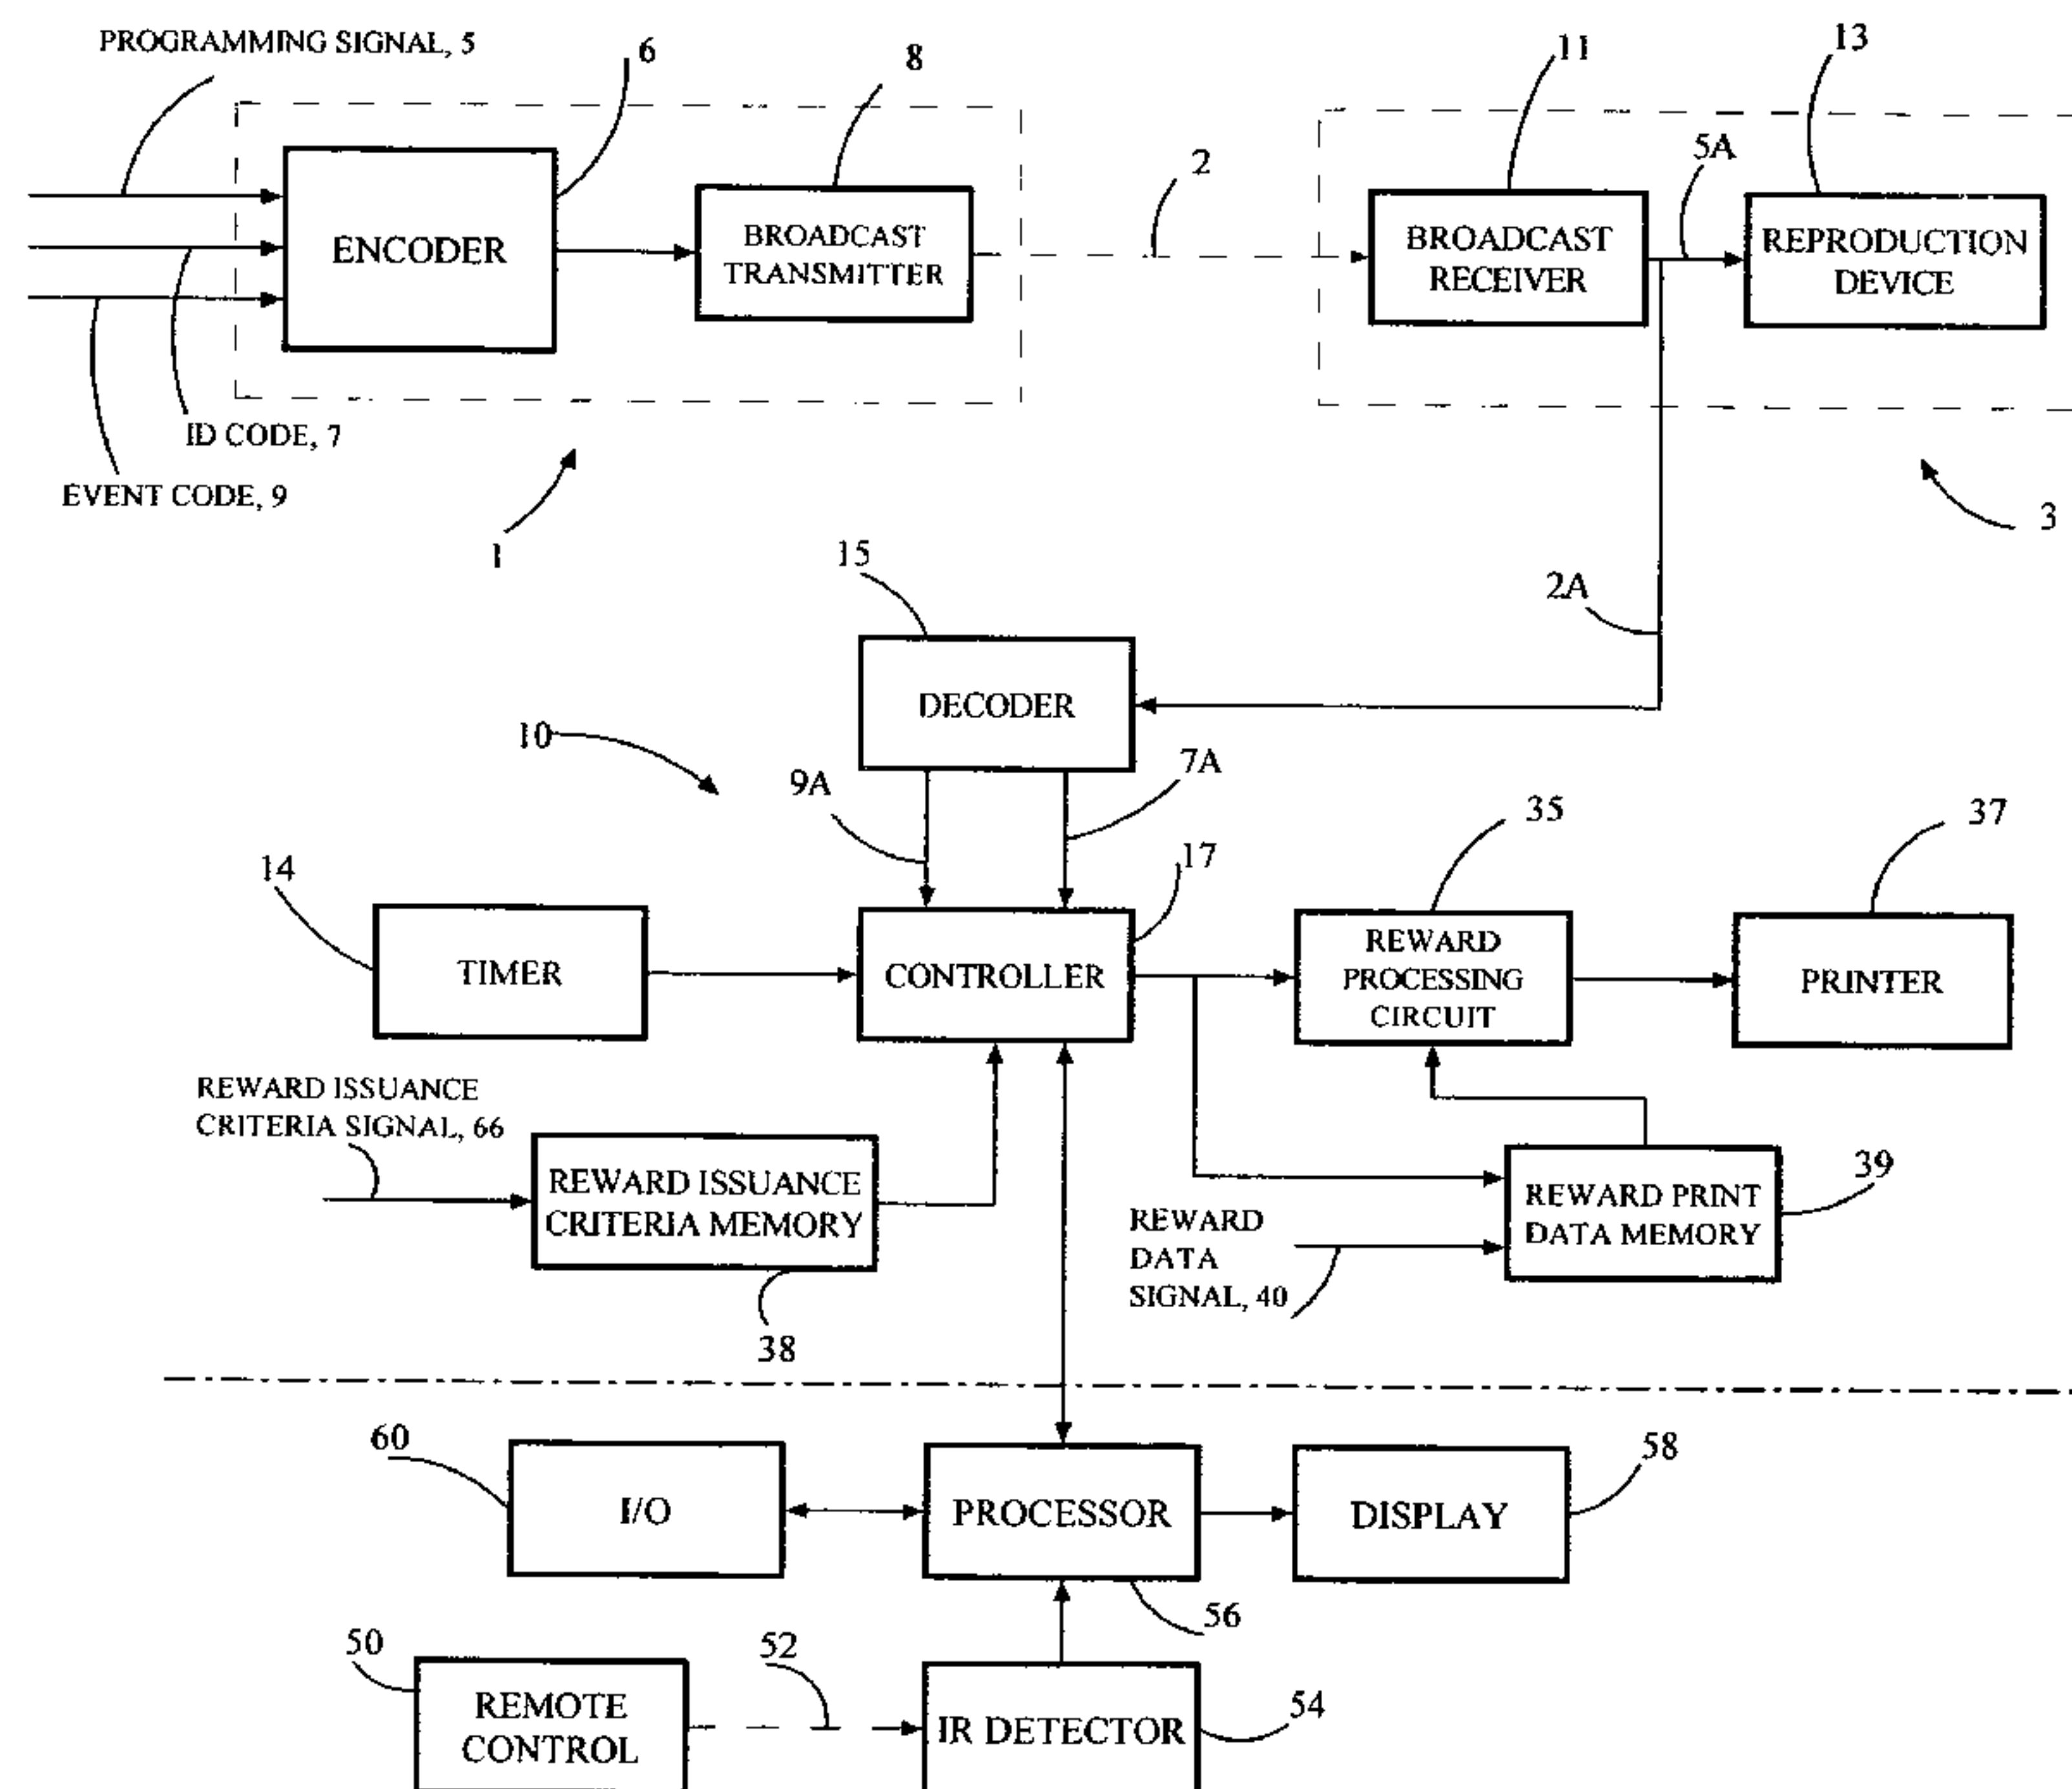 PROGRAMMING SIGNAL, 5
6
8
11
13
ENCODER
BROADCAST
TRANSMITTER
2
BROADCAST
RECEIVER
5A
REPRODUCTION
DEVICE
ID CODE, 7
EVENT CODE, 9
1
3
15
2A
DECODER
10
9A
7A
35
37
14
17
TIMER
CONTROLLER
REWARD
PROCESSING
CIRCUIT
PRINTER
REWARD ISSUANCE
CRITERIA SIGNAL, 66
REWARD ISSUANCE
CRITERIA MEMORY
38
REWARD
DATA
SIGNAL, 40
REWARD PRINT
DATA MEMORY
39
60
I/O
PROCESSOR
DISPLAY
58
56
50
REMOTE
CONTROL
52
IR DETECTOR
54